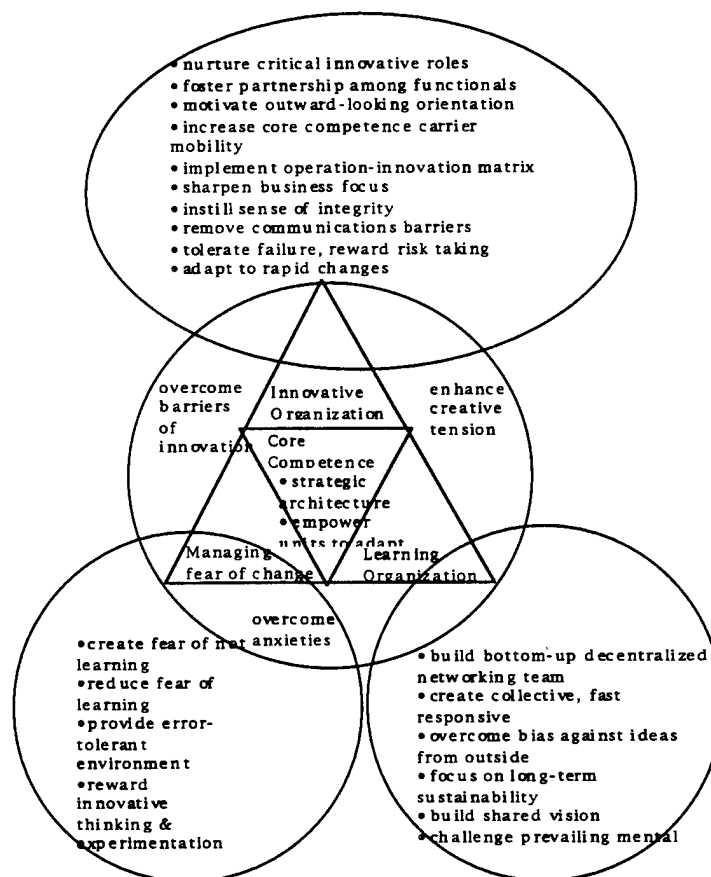 • nurture critical innovative roles
• foster partnership among functionals
• motivate outward-looking orientation
• increase core competence carrier
mobility
• implement operation-innovation matrix
• sharpen business focus
• instill sense of integrity
• remove communications barriers
• tolerate failure, reward risk taking
• adapt to rapid changes
overcome
barriers
of
innovation
Innovative
Organization
enhance
creative
tension
Core
Competence
• strategic
architecture
• empower
units to adapt
Managing
fear of change
Learning
Organization
overcome
anxieties
•create fear of not
learning
•reduce fear of
learning
•provide error-
tolerant
environment
•reward
innovative
thinking &
experimentation
• build bottom-up decentralized
networking team
• create collective, fast
responsive
•overcome bias against ideas
from outside
• focus on long-term
sustainability
• build shared vision
• challenge prevailing mental